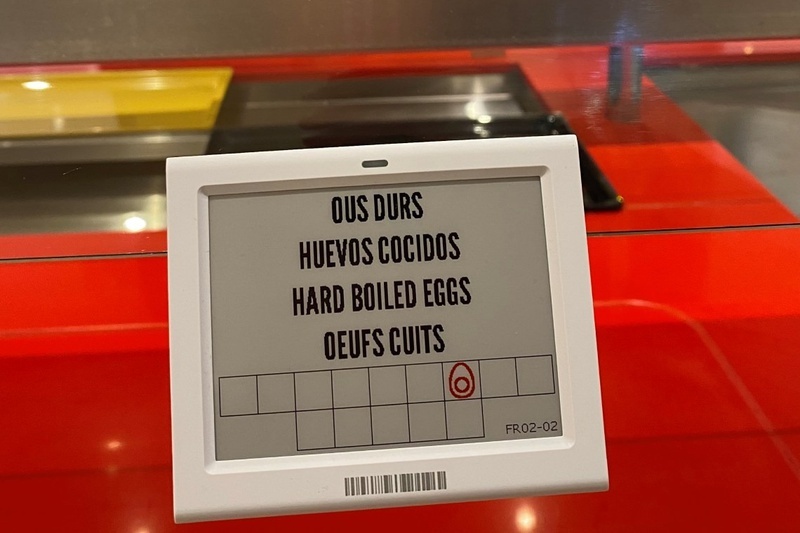 OUS DURS
HUEVOS COCIDOS
HARD BOILED EGGS
OEUFS CUITS
FR02-02